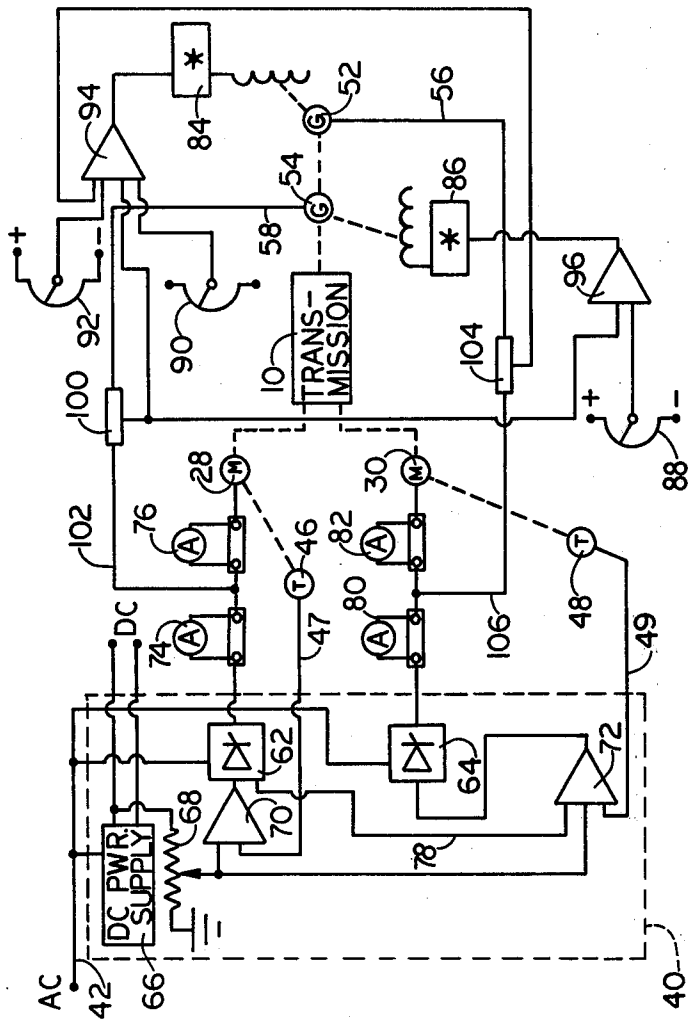 AC
42
DC PWR.
SUPPLY
66
DC
68
70
62
47
74
A
76
A
102
28
M
46
T
100
92
+
-
90
94
84
*
52
G
54
G
58
10
TRANS-
MISSION
56
86
*
96
88
+
-
104
30
M
82
A
80
A
106
48
T
49
64
72
78
40